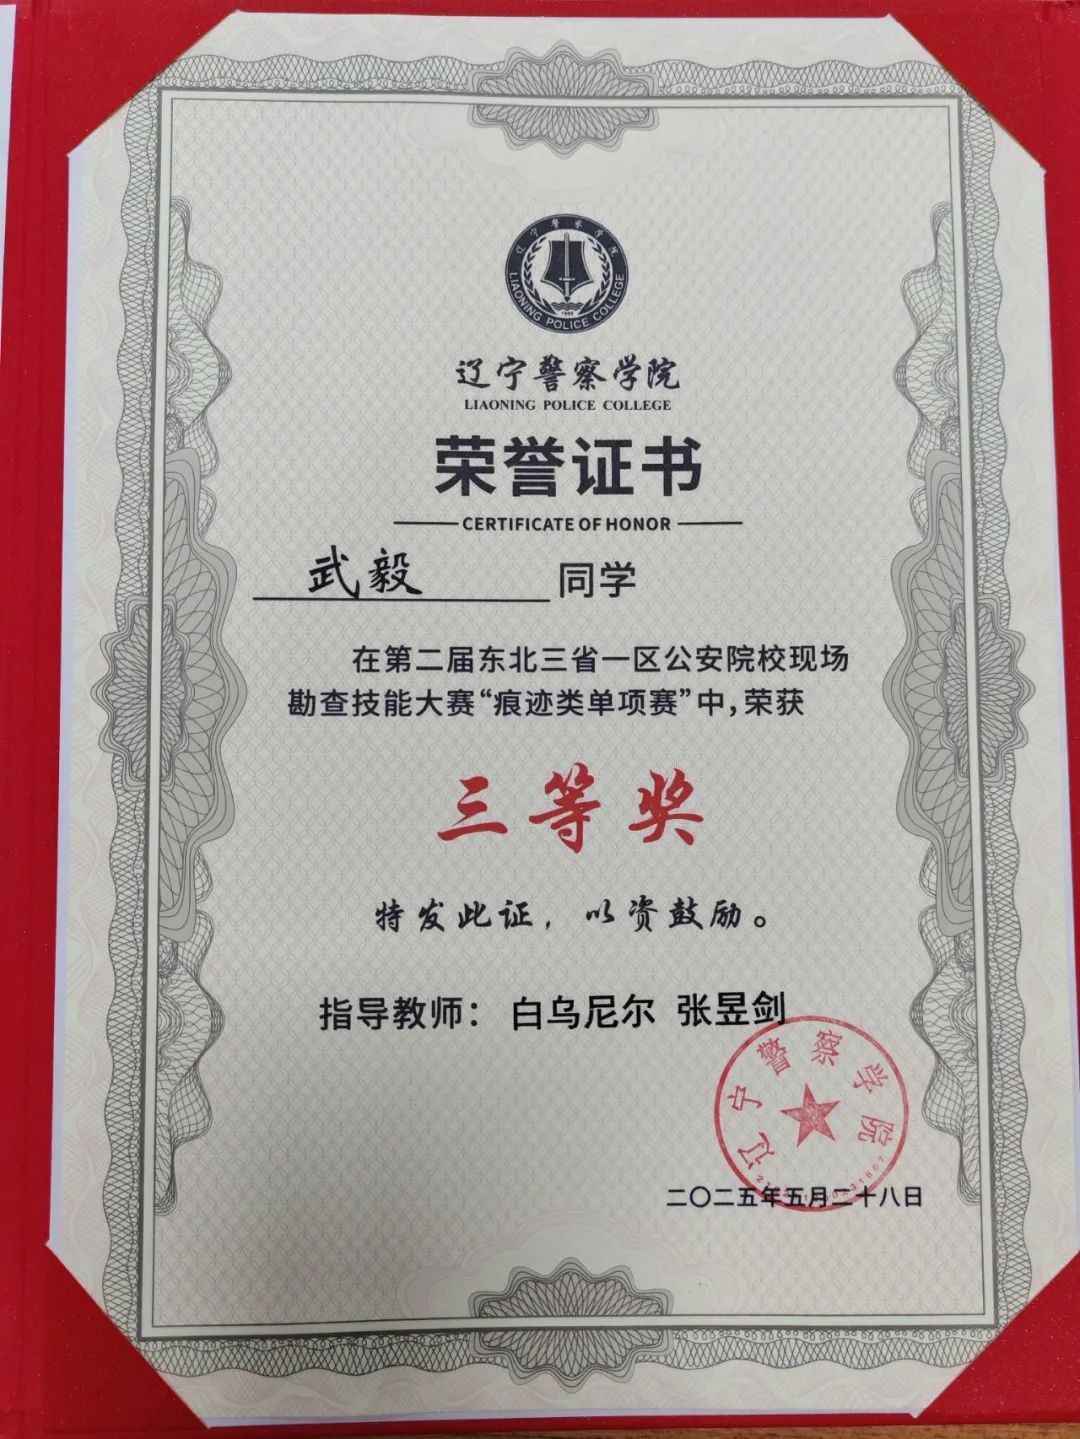 辽宁警察学院
LIAONING POLICE COLLEGE
辽宁警察学院
LIAONING POLICE COLLEGE
荣誉证书
CERTIFICATE OF HONOR
武毅 同学
在第二届东北三省一区公安院校现场
勘查技能大赛“痕迹类单项赛”中,荣获
三等奖
特发此证，以资鼓励。
指导教师： 白乌尼尔 张昱剑
辽宁警察学院
二〇二五年五月二十八日